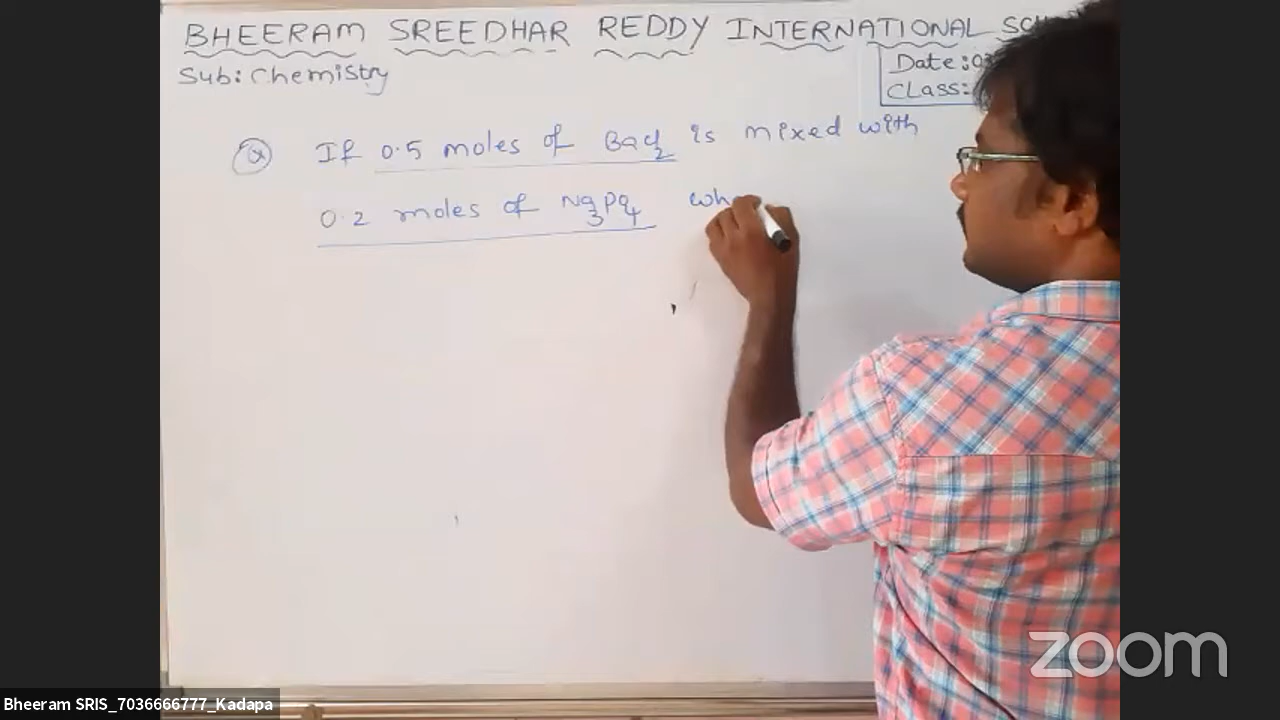 BHEERAM SREEDHAR REDDY INTERNATIONAL
Sub: Chemistry
Date:
CLass:
Q If 0.5 moles of BaCl2 is mixed with
0.2 moles of Na3PO4
zoom
Bheeram SRIS_7036666777_Kadapa